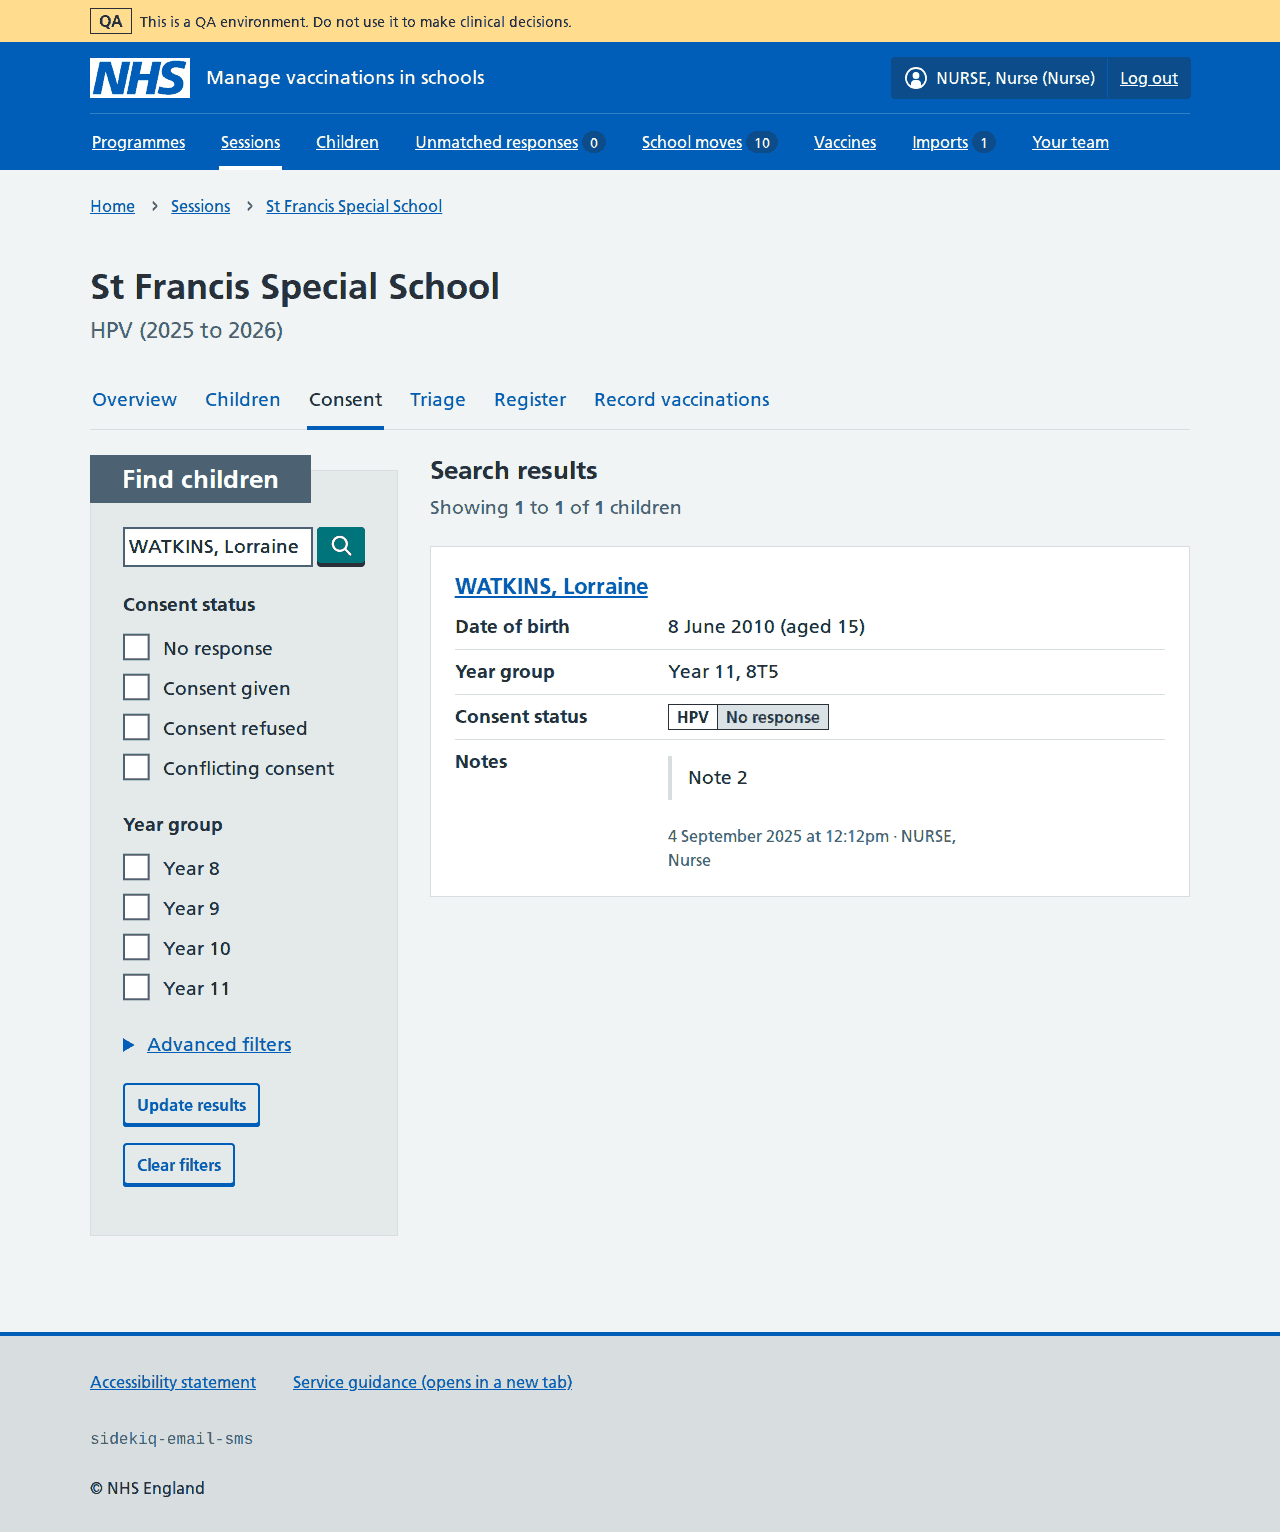 QA This is a QA environment. Do not use it to make clinical decisions.
NHS Manage vaccinations in schools NURSE, Nurse (Nurse) Log out
Programmes Sessions Children Unmatched responses 0 School moves 10 Vaccines Imports 1 Your team
Home > Sessions > St Francis Special School
St Francis Special School
HPV (2025 to 2026)
Overview Children Consent Triage Register Record vaccinations
Find children
WATKINS, Lorraine
Consent status
No response
Consent given
Consent refused
Conflicting consent
Year group
Year 8
Year 9
Year 10
Year 11
Advanced filters
Update results
Clear filters
Search results
Showing 1 to 1 of 1 children
WATKINS, Lorraine
Date of birth 8 June 2010 (aged 15)
Year group Year 11, 8T5
Consent status HPV No response
Notes Note 2
4 September 2025 at 12:12pm · NURSE,
Nurse
Accessibility statement Service guidance (opens in a new tab)
sidekiq-email-sms
© NHS England